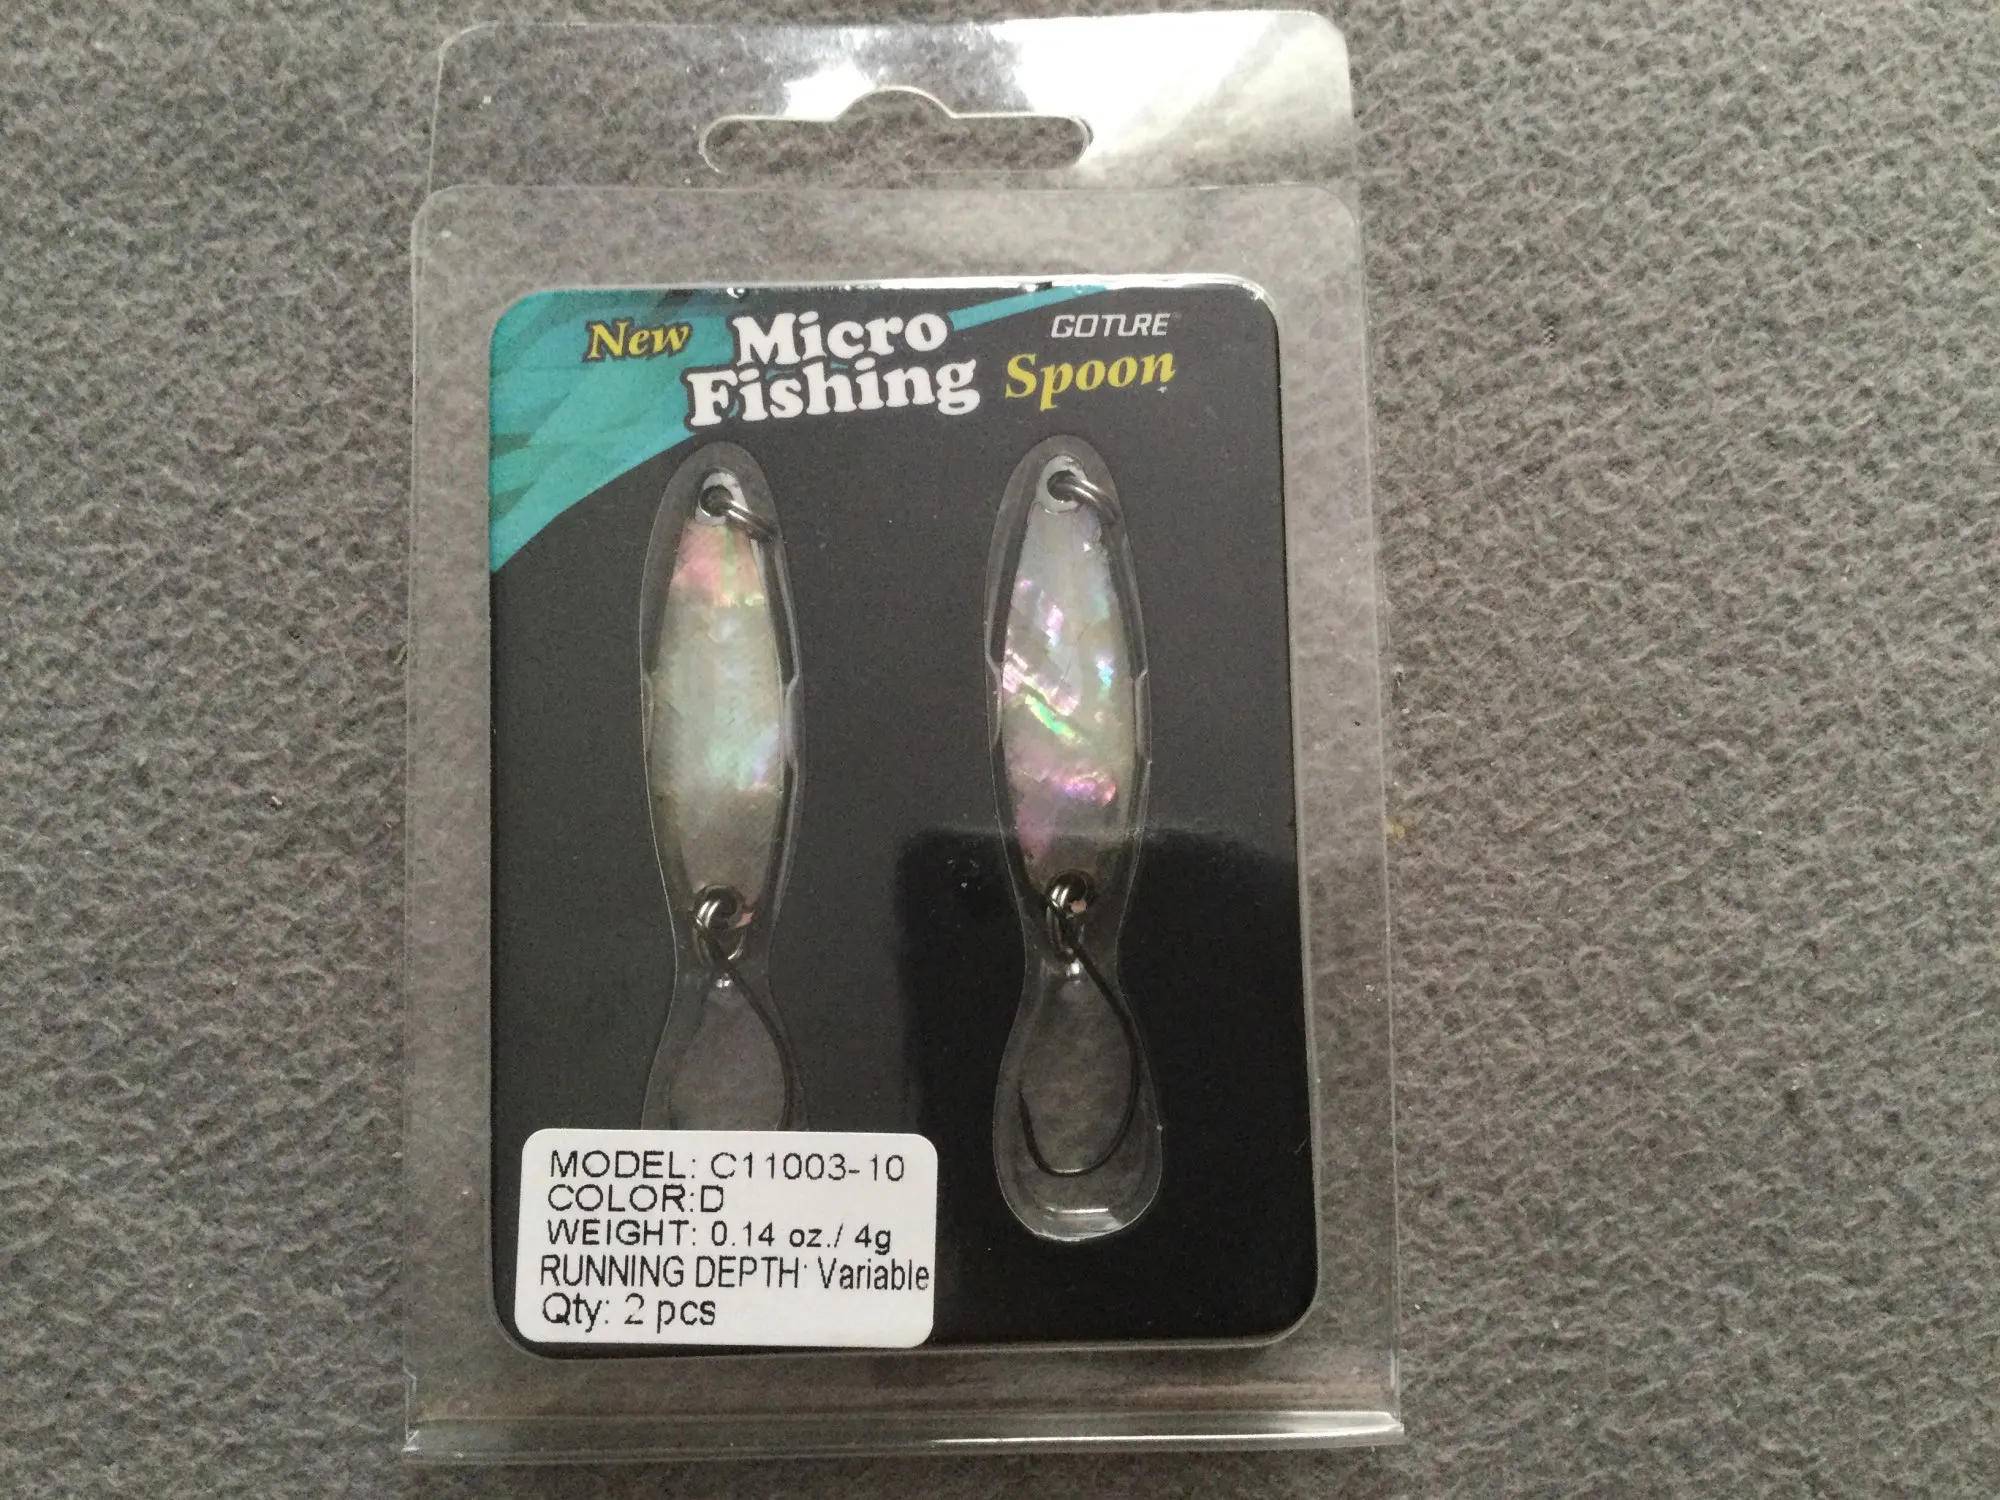 New Micro GOTURE
Fishing Spoon
MODEL: C11003-10
COLOR:D
WEIGHT: 0.14 oz./ 4g
RUNNING DEPTH: Variable
Qty: 2 pcs